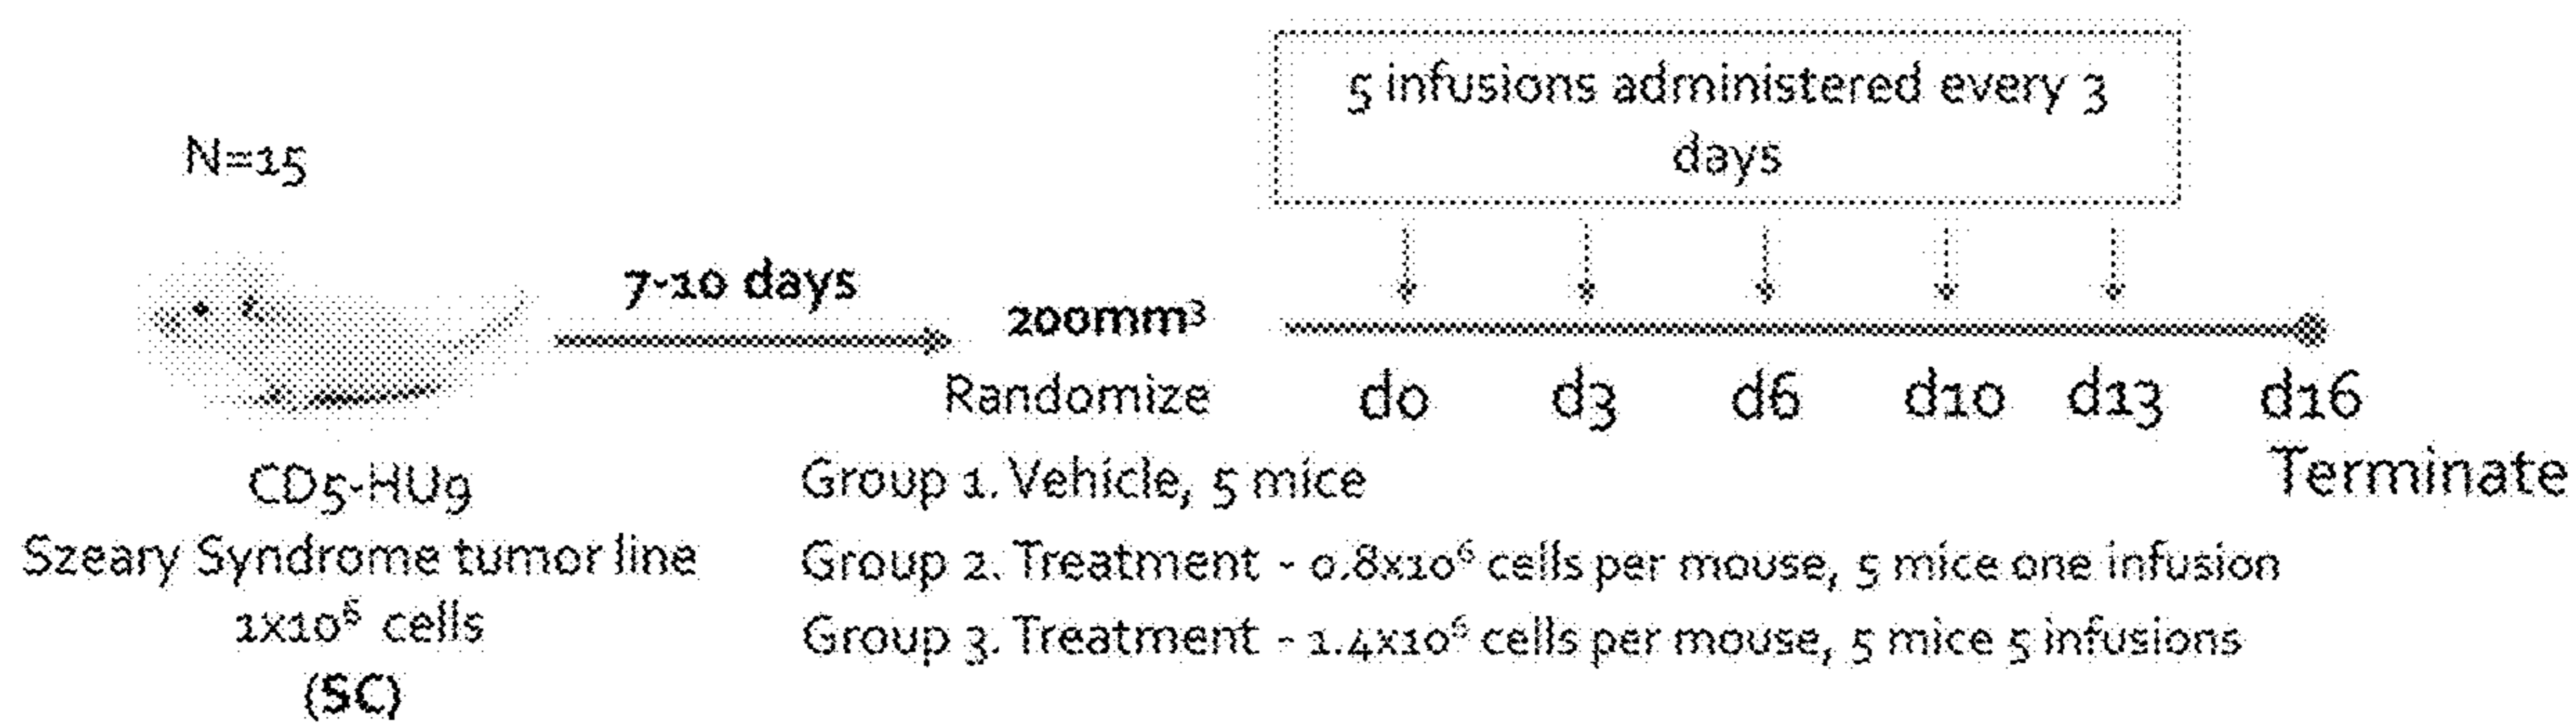 N=15
5 infusions administered every 3
days
7-10 days
200mm³
Randomize
d0
d3
d6
d10
d13
d16
Terminate
CD5-HU9
Szeary Syndrome tumor line
1x10⁶ cells
(SC)
Group 1. Vehicle, 5 mice
Group 2. Treatment - 0.8x10⁶ cells per mouse, 5 mice one infusion
Group 3. Treatment - 1.4x10⁶ cells per mouse, 5 mice 5 infusions